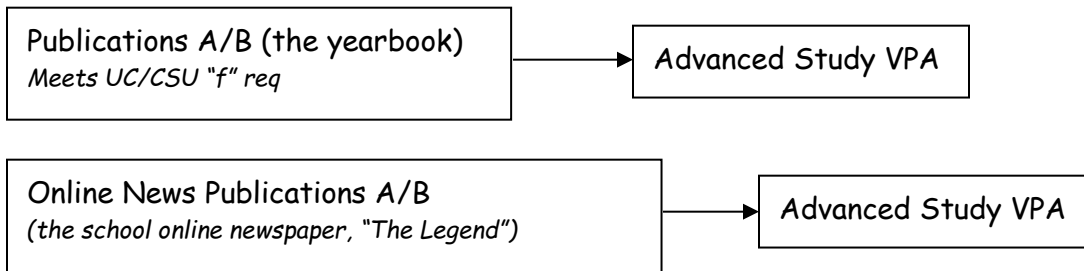 Publications A/B (the yearbook)
Meets UC/CSU “f” req
Advanced Study VPA
Online News Publications A/B
(the school online newspaper, “The Legend”)
Advanced Study VPA